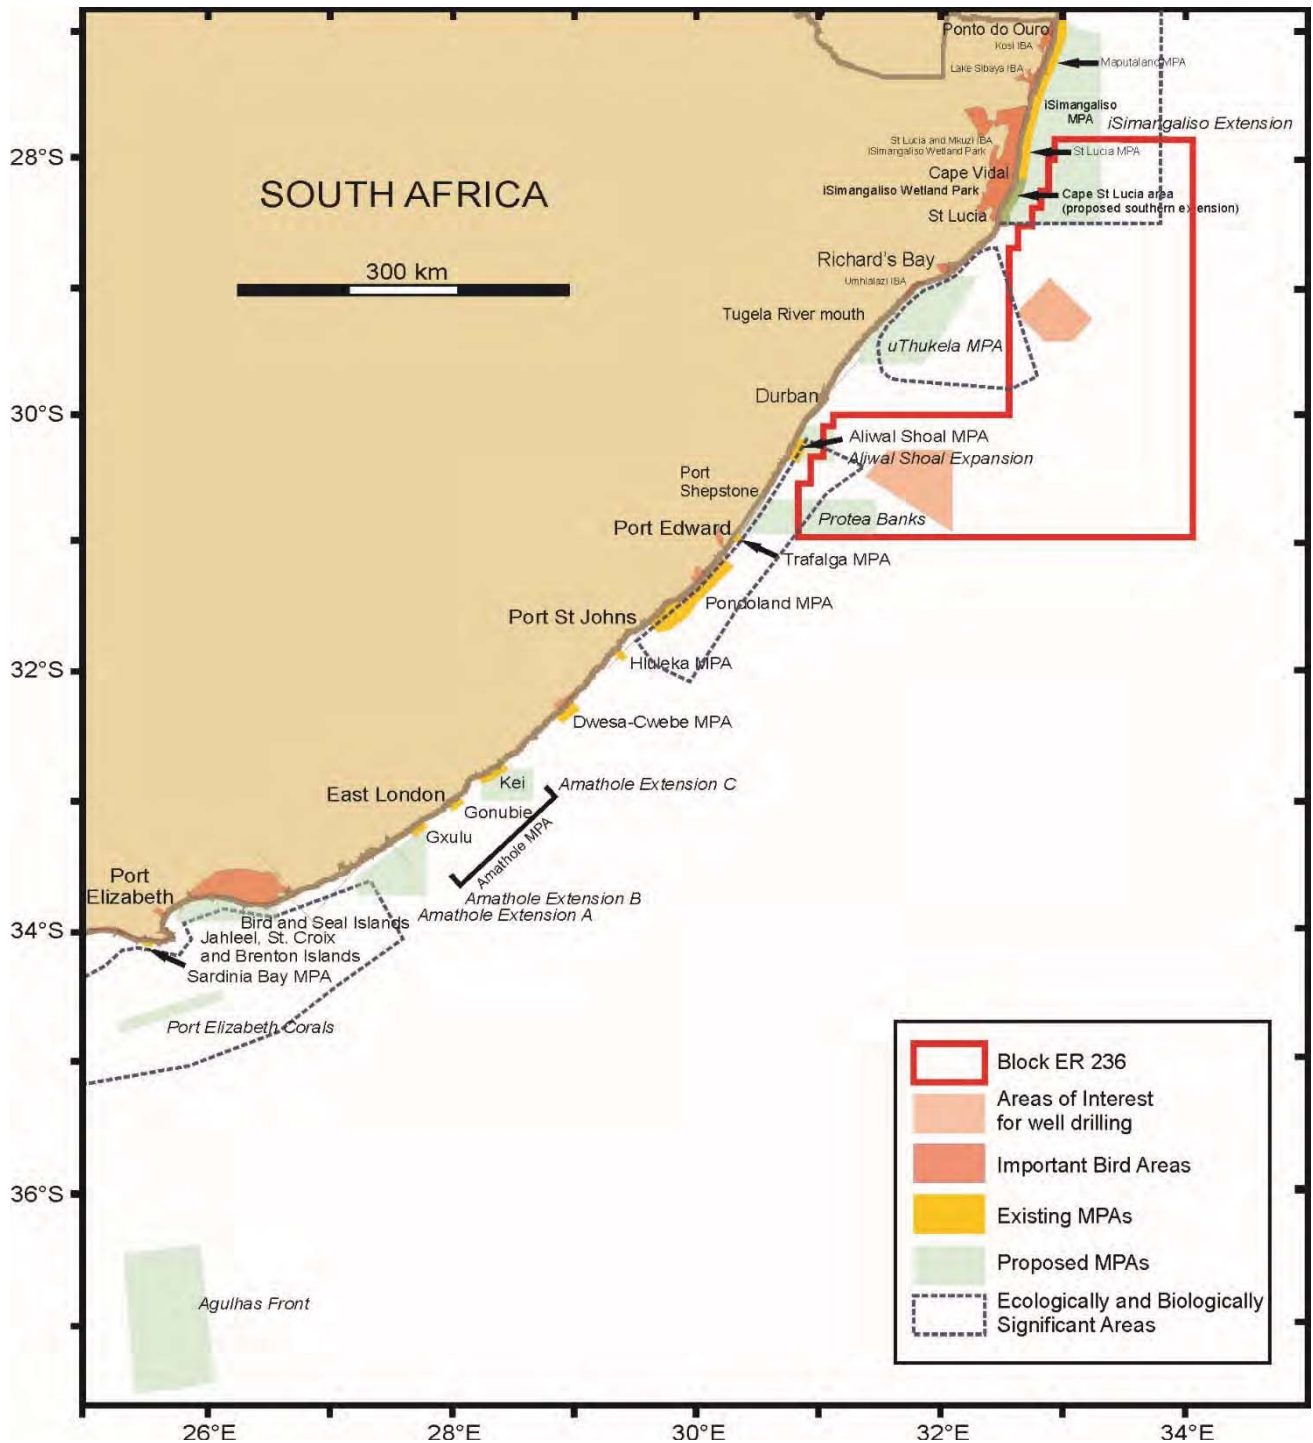 Ponto do Ouro
Kosi IBA
Lake Sibaya IBA
Maputaland MPA
iSimangaliso
MPA
iSimangaliso Extension
28°S
St Lucia and Mkuzi IBA
iSimangaliso Wetland Park
St Lucia MPA
Cape Vidal
iSimangaliso Wetland Park
Cape St Lucia area
(proposed southern extension)
SOUTH AFRICA
St Lucia
Richard's Bay
300 km
Umhlalazi IBA
Tugela River mouth
uThukela MPA
Durban
30°S
Aliwal Shoal MPA
Aliwal Shoal Expansion
Port
Shepstone
Protea Banks
Port Edward
Trafalga MPA
Pondoland MPA
Port St Johns
32°S
Hluleka MPA
Dwesa-Cwebe MPA
Kei
Amathole Extension C
East London
Gonubie
Gxulu
Amathole MPA
Port
Elizabeth
Amathole Extension B
Amathole Extension A
34°S
Bird and Seal Islands
Jahleel, St. Croix
and Brenton Islands
Sardinia Bay MPA
Port Elizabeth Corals
Block ER 236
Areas of Interest
for well drilling
Important Bird Areas
36°S
Existing MPAs
Proposed MPAs
Ecologically and Biologically
Significant Areas
Agulhas Front
26°E
28°E
30°E
32°E
34°E